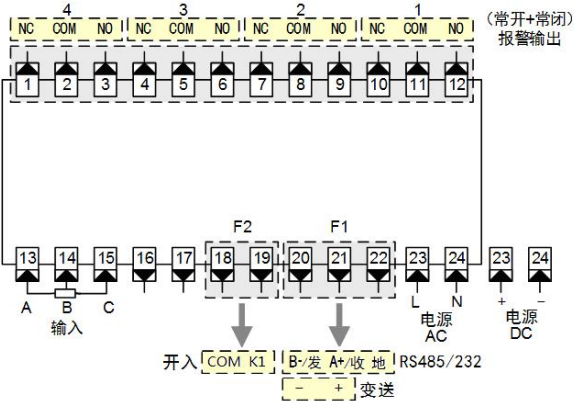 4 3 2 1
NC COM NO NC COM NO NC COM NO NC COM NO
(常开+常闭)
报警输出
1 2 3 4 5 6 7 8 9 10 11 12
F2 F1
13 14 15 16 17 18 19 20 21 22 23 24 23 24
A B C
L N + －
输入
电源
AC
电源
DC
开入 COM K1 B-/发 A+/收 地 RS485/232
－ + 变送